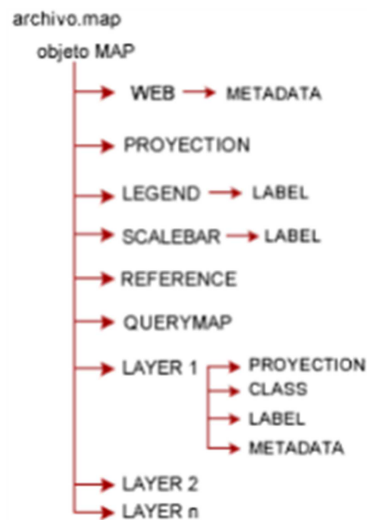 archivo.map
objeto MAP
WEB METADATA
PROYECTION
LEGEND LABEL
SCALEBAR LABEL
REFERENCE
QUERYMAP
LAYER 1 PROYECTION
CLASS
LABEL
METADATA
LAYER 2
LAYER n